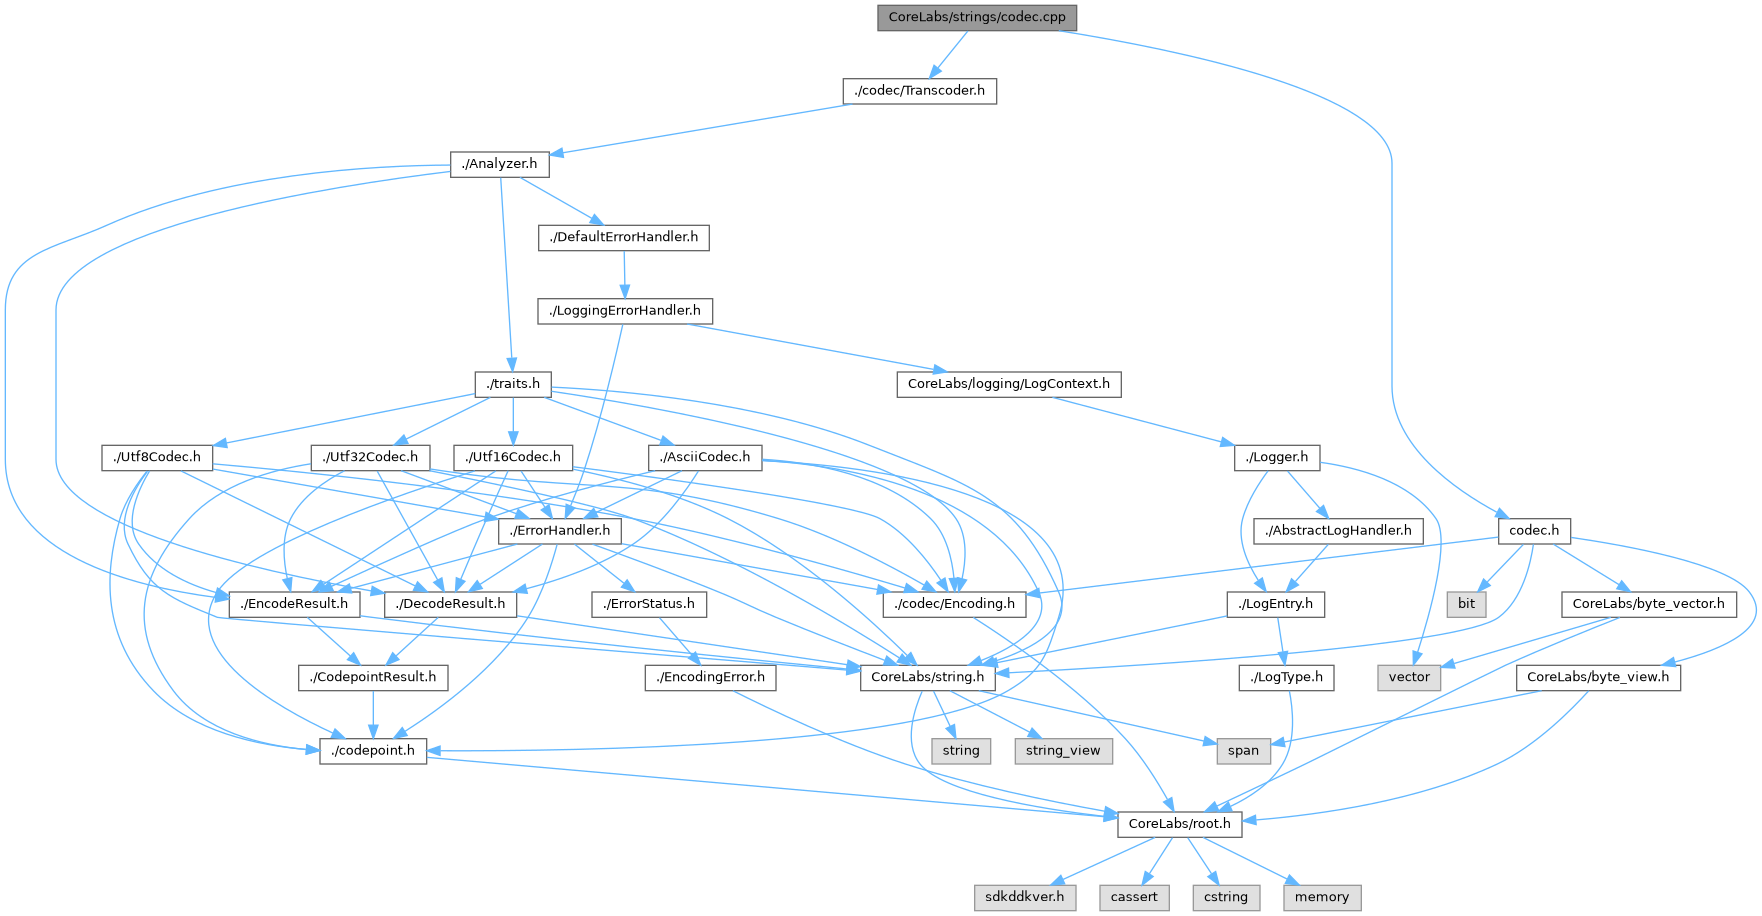 CoreLabs/strings/codec.cpp
./codec/Transcoder.h
./Analyzer.h
./DefaultErrorHandler.h
./LoggingErrorHandler.h
./traits.h
CoreLabs/logging/LogContext.h
./Utf8Codec.h
./Utf32Codec.h
./Utf16Codec.h
./AsciiCodec.h
./Logger.h
./ErrorHandler.h
./AbstractLogHandler.h
codec.h
./EncodeResult.h
./DecodeResult.h
./ErrorStatus.h
./codec/Encoding.h
./LogEntry.h
bit
CoreLabs/byte_vector.h
./CodepointResult.h
./EncodingError.h
CoreLabs/string.h
./LogType.h
vector
CoreLabs/byte_view.h
./codepoint.h
string
string_view
span
CoreLabs/root.h
sdkddkver.h
cassert
cstring
memory